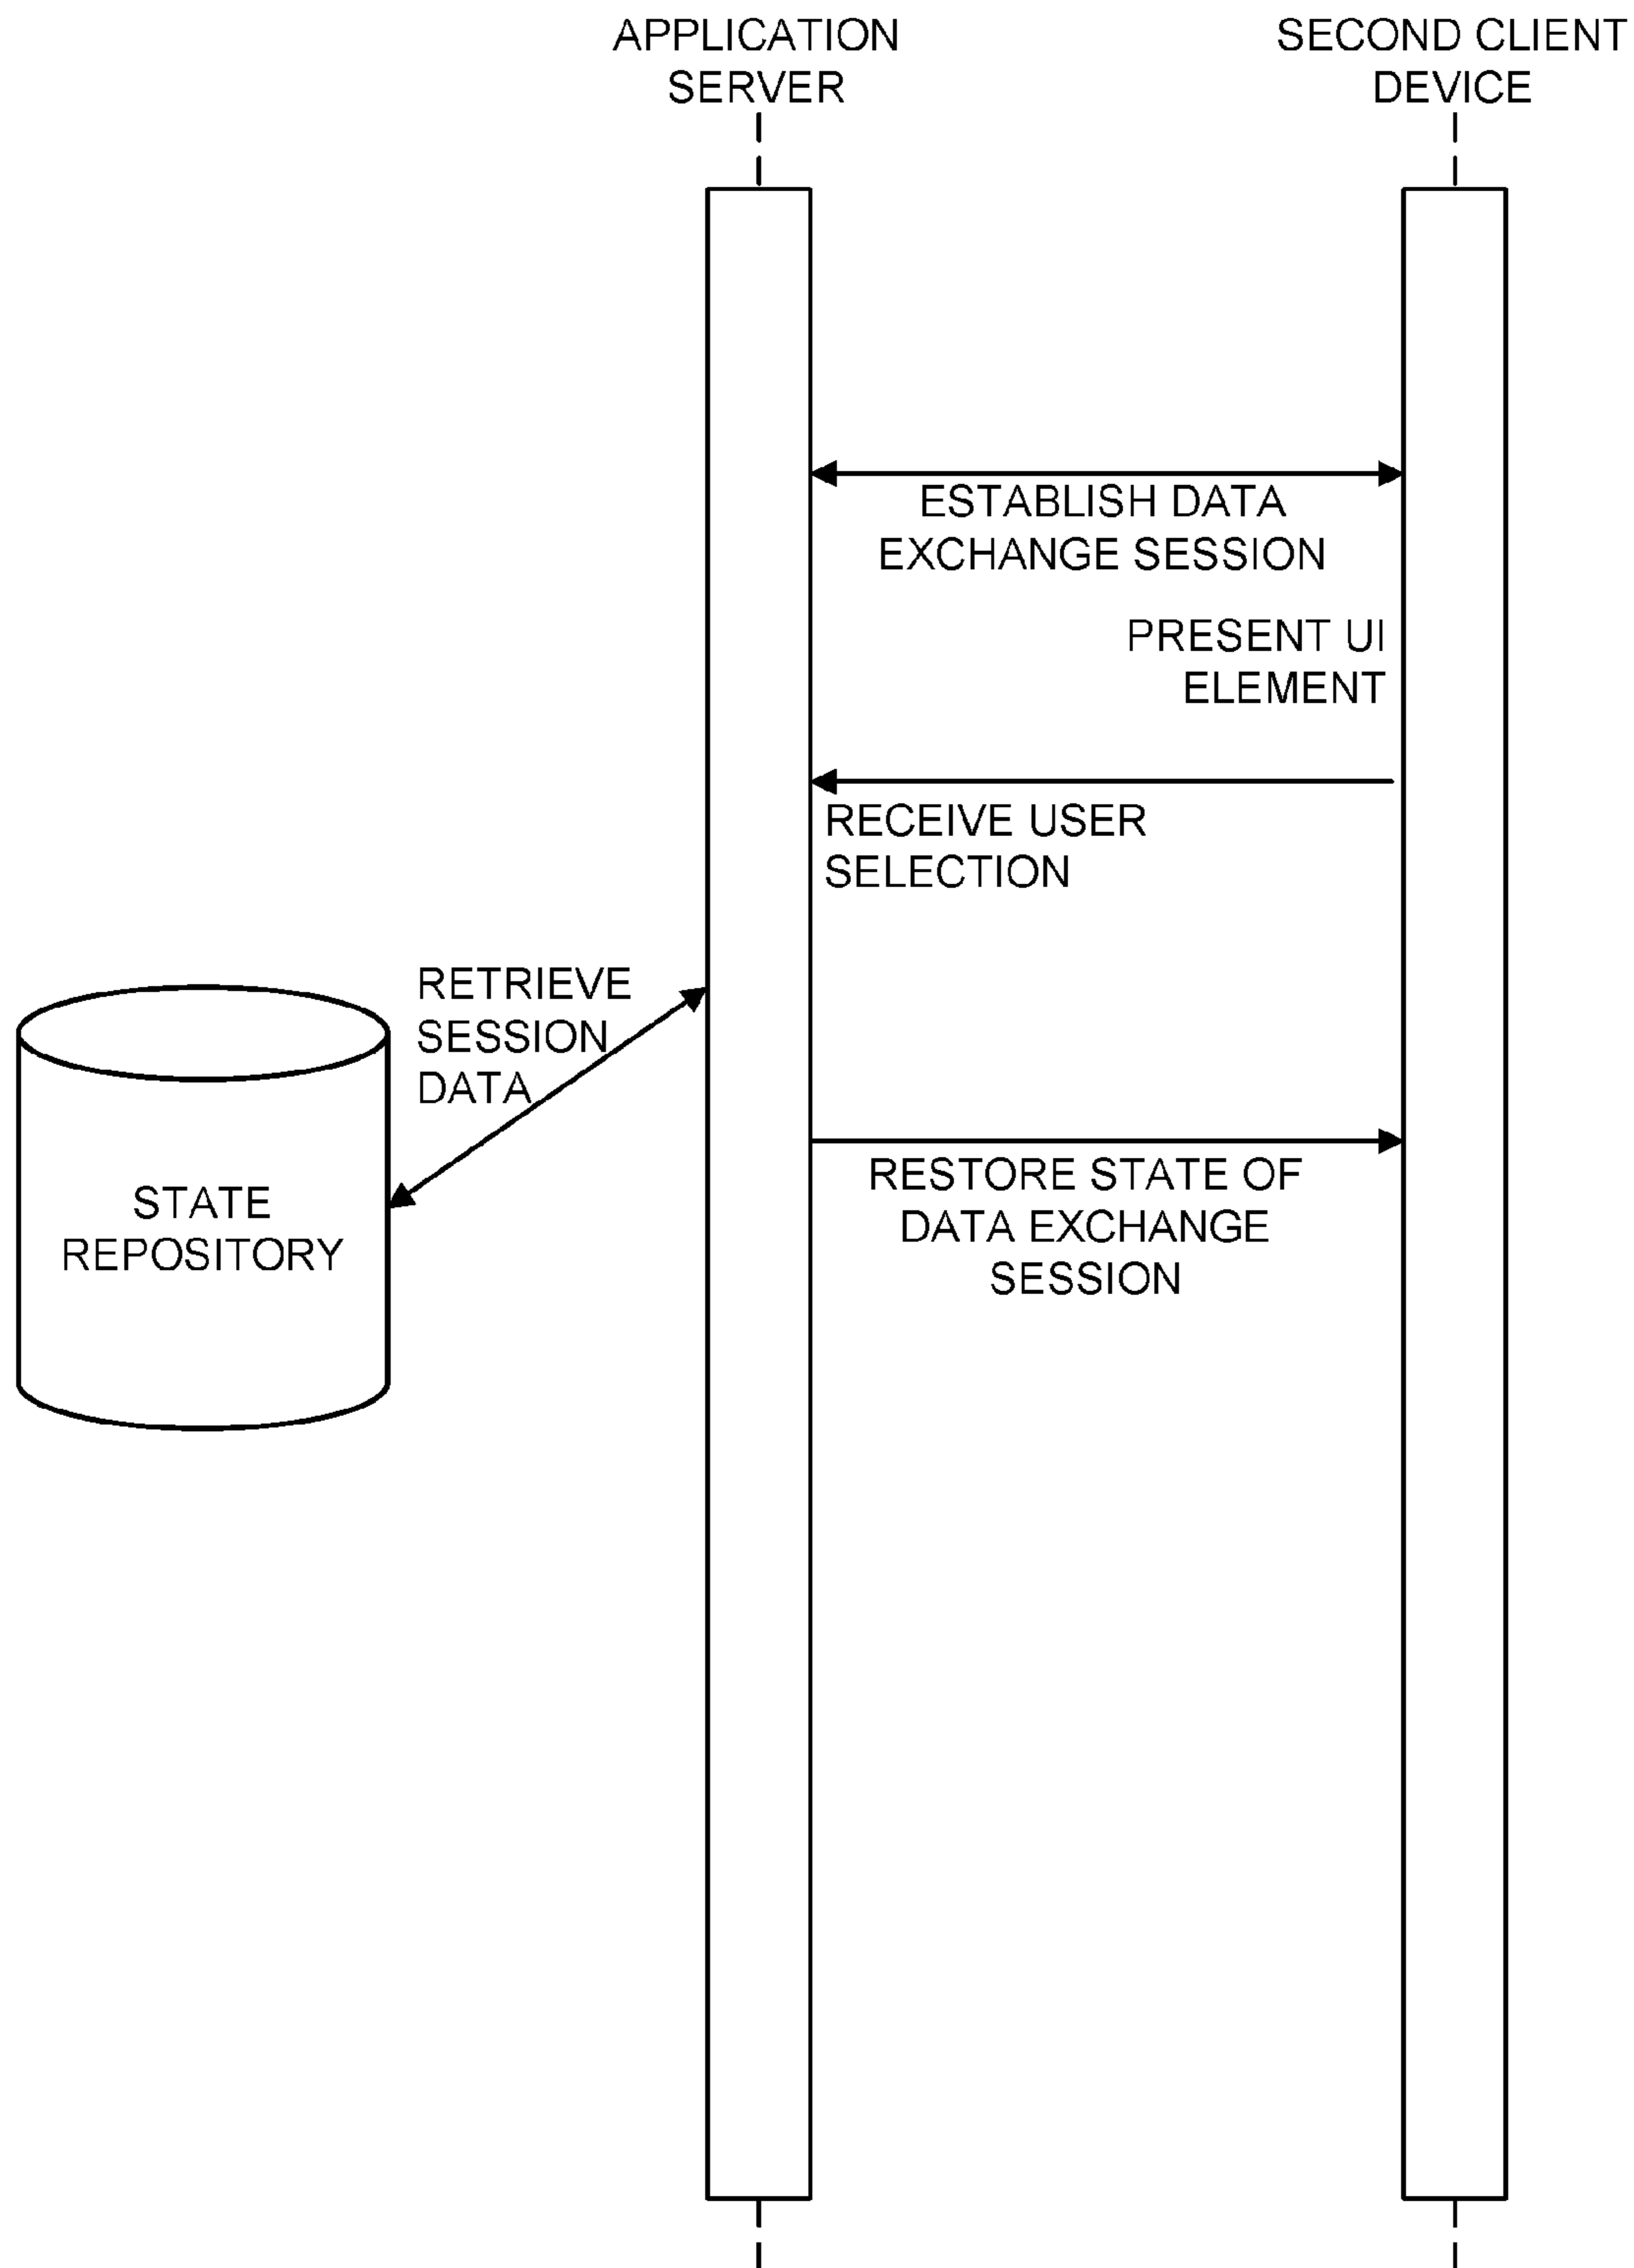 APPLICATION
SERVER
SECOND CLIENT
DEVICE
ESTABLISH DATA
EXCHANGE SESSION
PRESENT UI
ELEMENT
RECEIVE USER
SELECTION
RETRIEVE
SESSION
DATA
STATE
REPOSITORY
RESTORE STATE OF
DATA EXCHANGE
SESSION